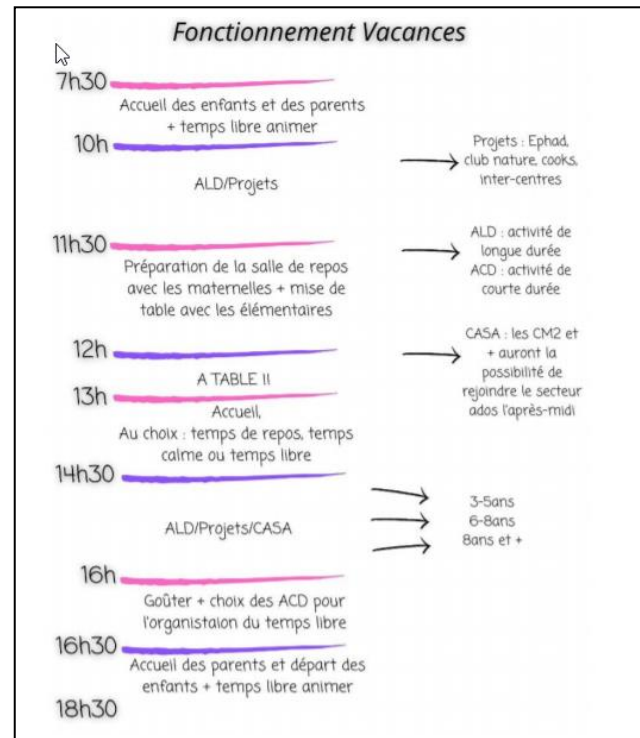 Fonctionnement Vacances
7h30
Accueil des enfants et des parents
+ temps libre animer
10h
ALD/Projets
Projets : Ephad,
club nature, cooks,
inter-centres
11h30
Préparation de la salle de repos
avec les maternelles + mise de
table avec les élémentaires
ALD : activité de
longue durée
ACD : activité de
courte durée
12h
A TABLE !!
CASA : les CM2 et
+ auront la
possibilité de
rejoindre le secteur
ados l'après-midi
13h
Accueil,
Au choix : temps de repos, temps
calme ou temps libre
14h30
ALD/Projets/CASA
3-5ans
6-8ans
8ans et +
16h
Goûter + choix des ACD pour
l'organistaion du temps libre
16h30
Accueil des parents et départ des
enfants + temps libre animer
18h30